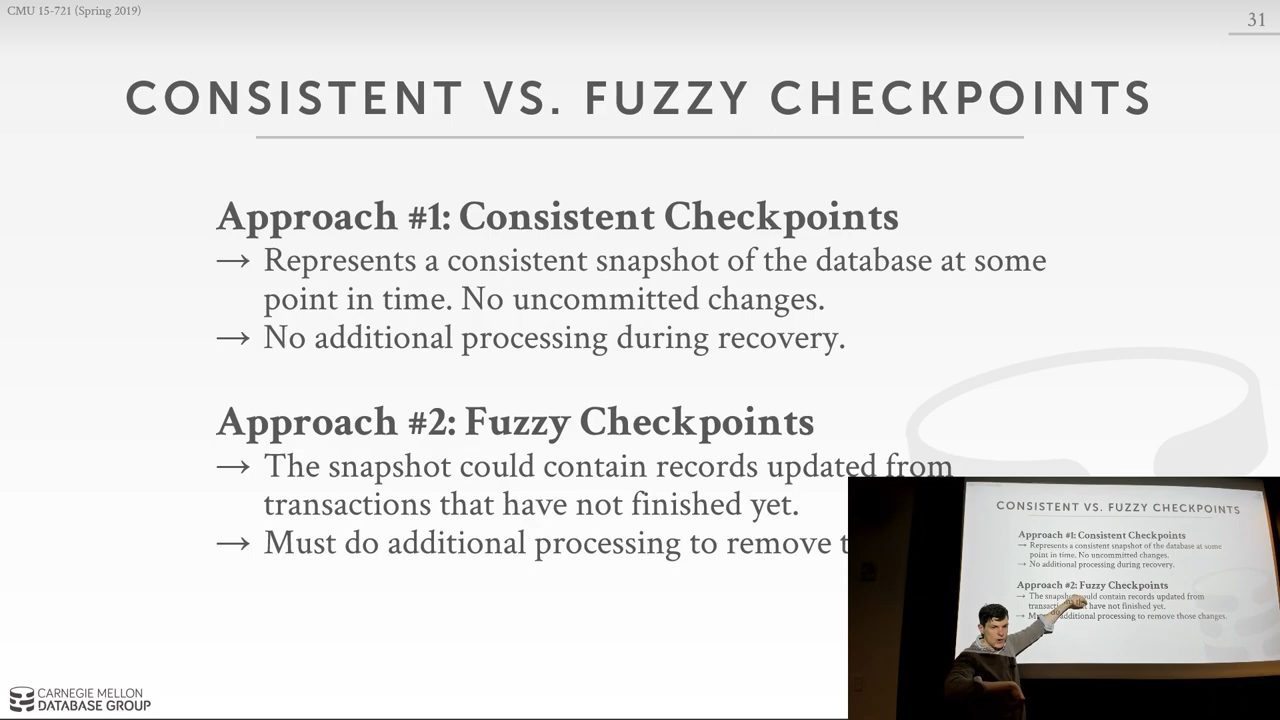 CMU 15-721 (Spring 2019)
31
CONSISTENT VS. FUZZY CHECKPOINTS
Approach #1: Consistent Checkpoints
→ Represents a consistent snapshot of the database at some
point in time. No uncommitted changes.
→ No additional processing during recovery.
Approach #2: Fuzzy Checkpoints
→ The snapshot could contain records updated from
transactions that have not finished yet.
→ Must do additional processing to remove t
CARNEGIE MELLON
DATABASE GROUP
CONSISTENT VS. FUZZY CHECKPOINTS
Approach #1: Consistent Checkpoints
→ Represents a consistent snapshot of the database at some
point in time. No uncommitted changes.
→ No additional processing during recovery.
Approach #2: Fuzzy Checkpoints
→ The snapshot could contain records updated from
have not finished yet.
→ additional processing to remove those changes.